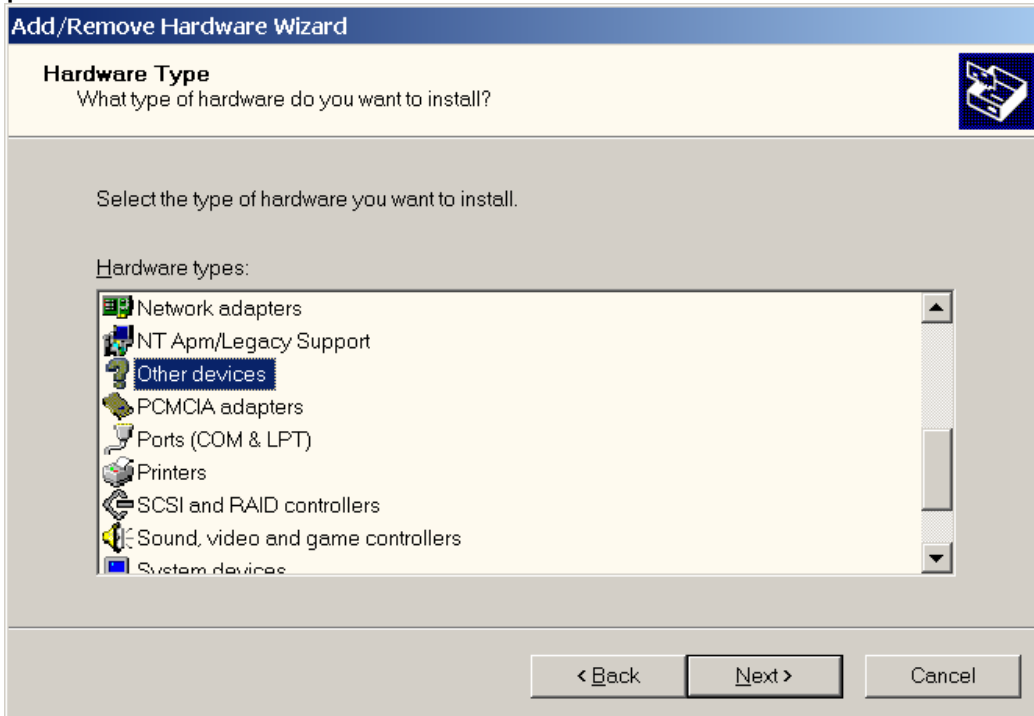 Add/Remove Hardware Wizard
Hardware Type
What type of hardware do you want to install?
Select the type of hardware you want to install.
Hardware types:
Network adapters
NT Apm/Legacy Support
Other devices
PCMCIA adapters
Ports (COM & LPT)
Printers
SCSI and RAID controllers
Sound, video and game controllers
System devices
< Back Next > Cancel